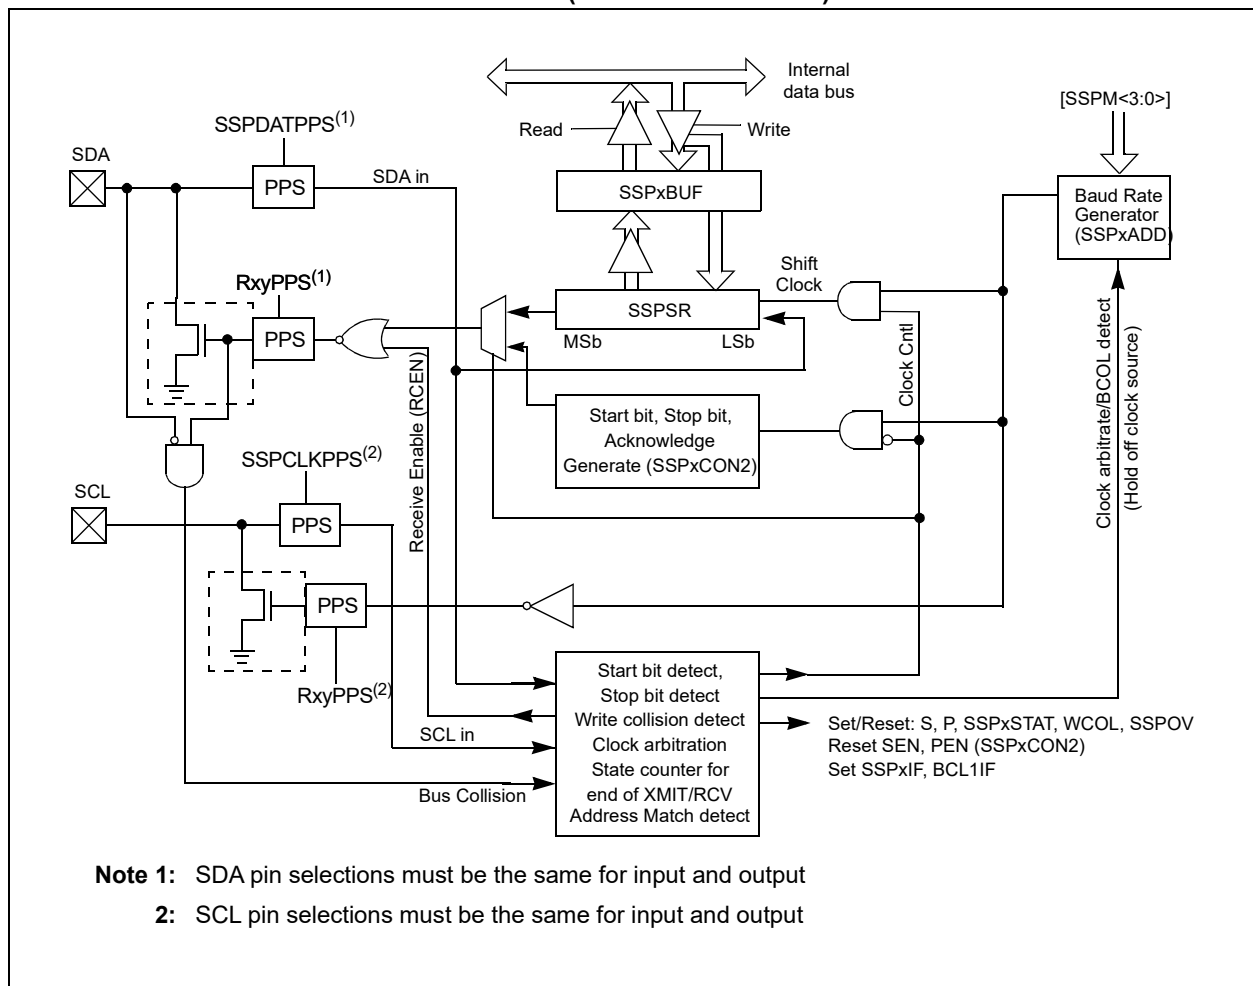 Internal
data bus
[SSPM<3:0>]
SSPDATPPS(1)
Read
Write
SDA
PPS
SDA in
SSPxBUF
Baud Rate
Generator
(SSPxADD)
RxyPPS(1)
Shift
Clock
PPS
SSPSR
MSb
LSb
Receive Enable (RCEN)
Clock Cntl
Clock arbitrate/BCOL detect
(Hold off clock source)
Start bit, Stop bit,
Acknowledge
Generate (SSPxCON2)
SSPCLKPPS(2)
SCL
PPS
PPS
RxyPPS(2)
SCL in
Bus Collision
Start bit detect,
Stop bit detect
Write collision detect
Clock arbitration
State counter for
end of XMIT/RCV
Address Match detect
Set/Reset: S, P, SSPxSTAT, WCOL, SSPOV
Reset SEN, PEN (SSPxCON2)
Set SSPxIF, BCL1IF
Note 1: SDA pin selections must be the same for input and output
2: SCL pin selections must be the same for input and output